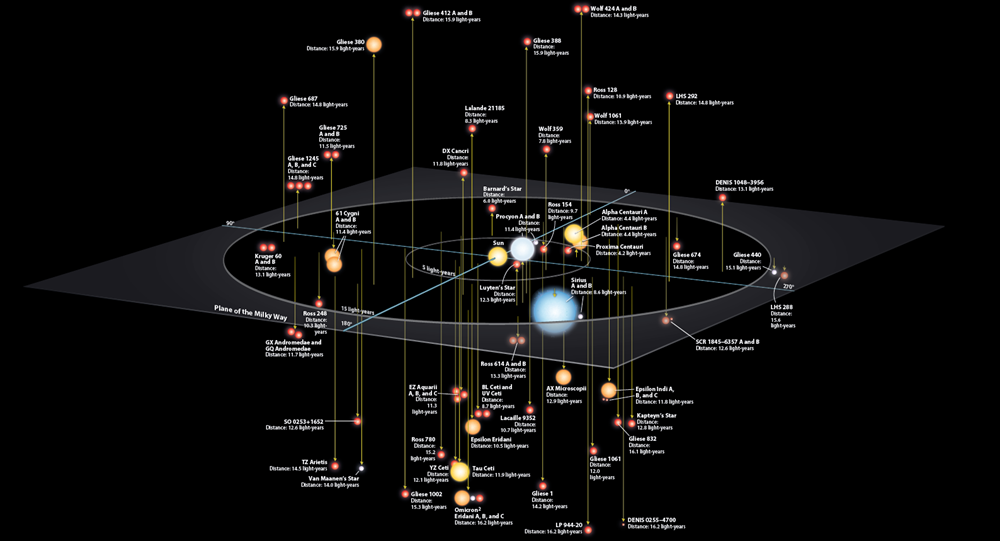 Gliese 412 A and B
Distance: 15.9 light-years
Wolf 424 A and B
Distance: 14.3 light-years
Gliese 380
Distance: 15.9 light-years
Gliese 388
Distance:
15.9 light-years
Gliese 687
Distance: 14.8 light-years
Ross 128
Distance: 10.9 light-years
LHS 292
Distance: 14.8 light-years
Lalande 21185
Distance:
8.3 light-years
Wolf 1061
Distance: 15.9 light-years
Gliese 725
A and B
Distance:
11.5 light-years
Wolf 359
Distance:
7.8 light-years
DX Cancri
Distance:
11.8 light-years
Gliese 1245
A, B, and C
Distance:
14.8 light-years
Barnard's Star
Distance:
6.0 light-years
DENIS 1048–3956
Distance: 13.1 light-years
0°
90°
61 Cygni
A and B
Distance:
11.4 light-years
Procyon A and B
Distance:
11.4 light-years
Ross 154
Distance: 9.7
light-years
Alpha Centauri A
Distance: 4.4 light-years
Alpha Centauri B
Distance: 4.4 light-years
Proxima Centauri
Distance: 4.2 light-years
Sun
Kruger 60
A and B
Distance:
13.1 light-years
Gliese 674
Distance:
14.8 light-years
Gliese 440
Distance:
15.1 light-years
5 light-years
Luyten's Star
Distance:
12.3 light-years
Sirius
A and B
Distance: 8.6 light-years
270°
LHS 288
Distance:
15.6
light-years
15 light-years
Plane of the Milky Way
180°
Ross 248
Distance:
10.3 light-years
GX Andromedae and
GQ Andromedae
Distance: 11.7 light-years
SCR 1845–6357 A and B
Distance: 12.6 light-years
Ross 614 A and B
Distance:
13.3 light-years
EZ Aquarii
A, B, and C
Distance:
11.3
light-years
BL Ceti and
UV Ceti
Distance:
8.7 light-years
AX Microscopii
Distance:
12.9 light-years
Epsilon Indi A,
B, and C
Distance: 11.8 light-years
Lacaille 9352
Distance:
10.7 light-years
Kapteyn's Star
Distance:
12.8 light-years
SO 0253+1652
Distance: 12.6 light-years
Epsilon Eridani
Distance: 10.5 light-years
Gliese 832
Distance:
16.1 light-years
Ross 780
Distance:
15.2
light-years
TZ Arietis
Distance: 14.5 light-years
Van Maanen's Star
Distance: 14.0 light-years
YZ Ceti
Distance:
12.1 light-years
Tau Ceti
Distance: 11.9 light-years
Gliese 1061
Distance:
12.0
light-years
Gliese 1002
Distance:
15.3 light-years
Gliese 1
Distance:
14.2 light-years
Omicron²
Eridani A, B, and C
Distance: 16.2 light-years
LP 944-20
Distance:
16.2 light-years
DENIS 0255–4700
Distance: 16.2 light-years